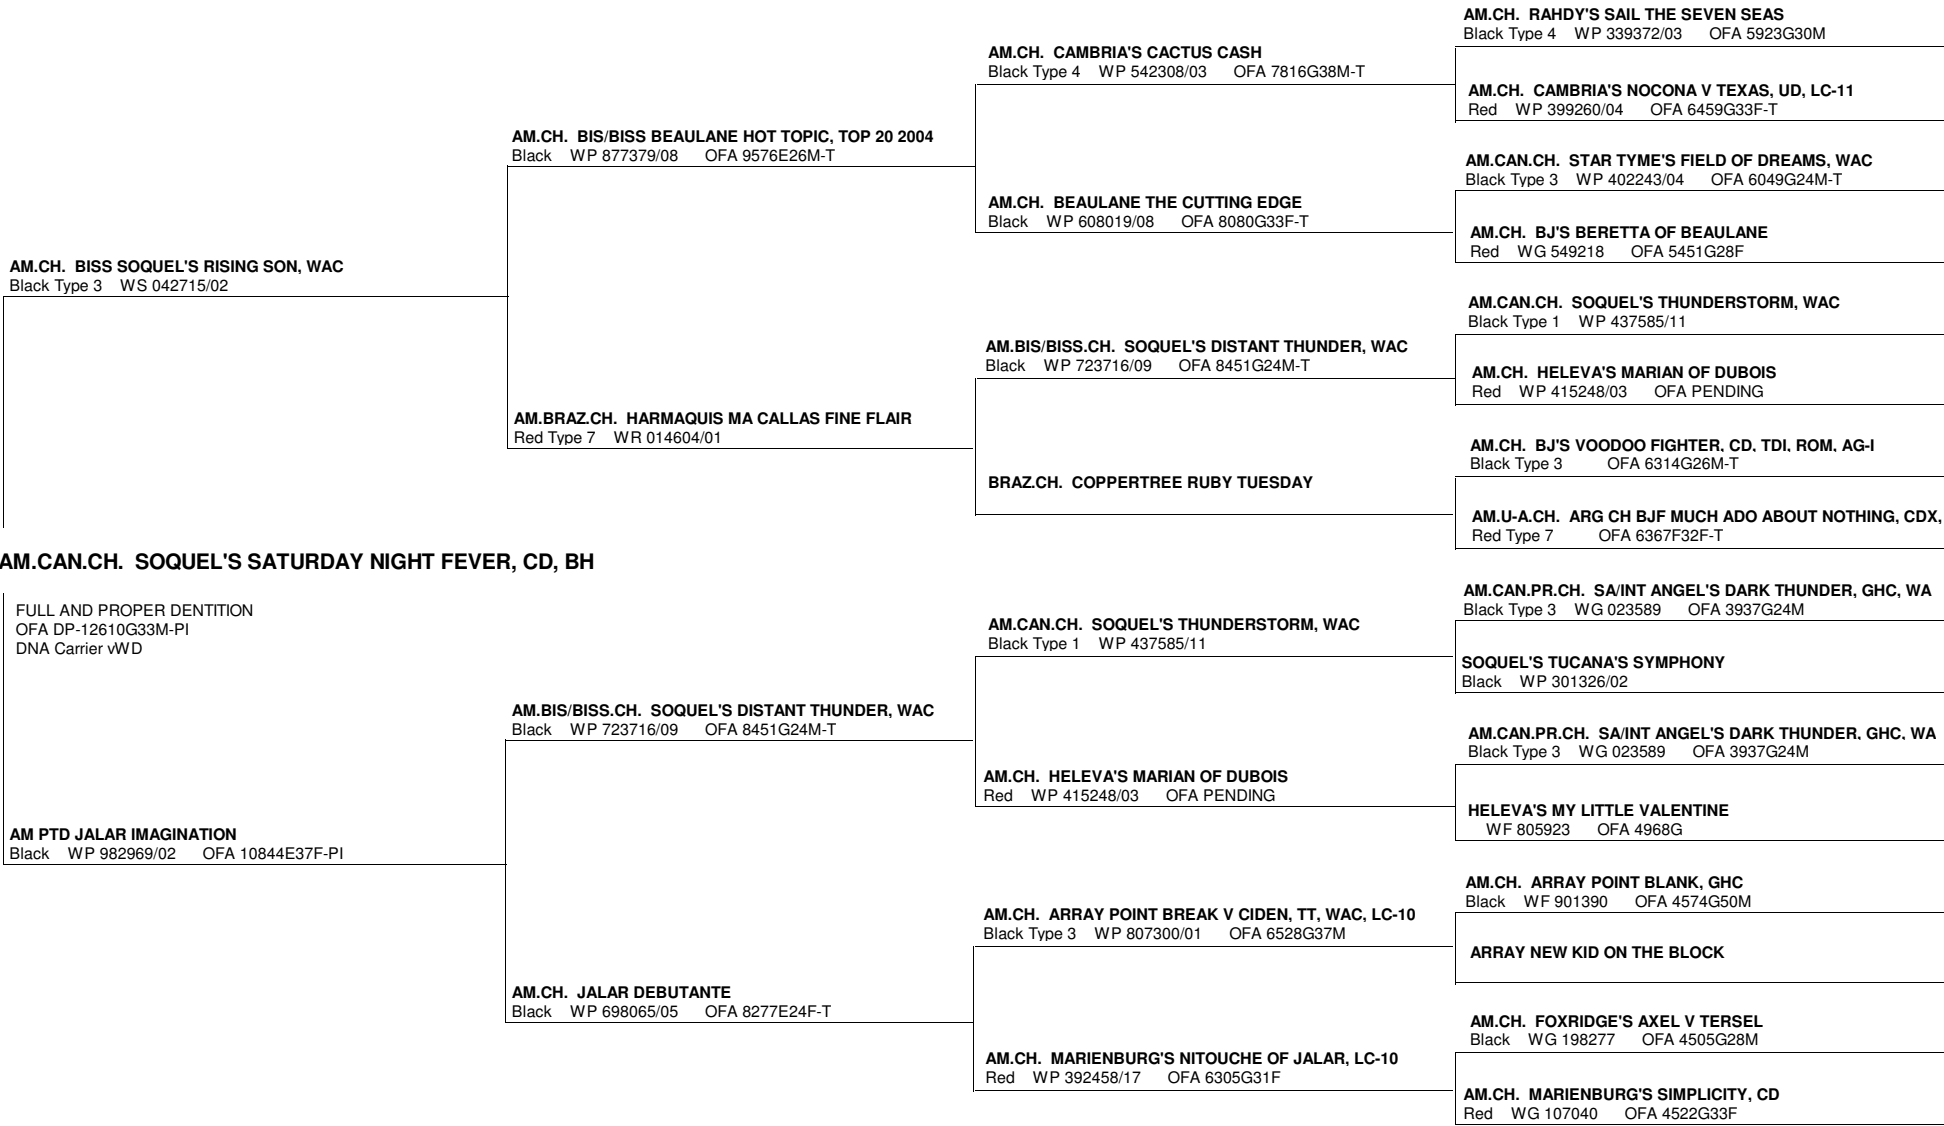 AM.CH. RAHDY'S SAIL THE SEVEN SEAS
Black Type 4 WP 339372/03 OFA 5923G30M
AM.CH. CAMBRIA'S CACTUS CASH
Black Type 4 WP 542308/03 OFA 7816G38M-T
AM.CH. CAMBRIA'S NOCONA V TEXAS, UD, LC-11
Red WP 399260/04 OFA 6459G33F-T
AM.CH. BIS/BISS BEAULANE HOT TOPIC, TOP 20 2004
Black WP 877379/08 OFA 9576E26M-T
AM.CAN.CH. STAR TYME'S FIELD OF DREAMS, WAC
Black Type 3 WP 402243/04 OFA 6049G24M-T
AM.CH. BEAULANE THE CUTTING EDGE
Black WP 608019/08 OFA 8080G33F-T
AM.CH. BJ'S BERETTA OF BEAULANE
Red WG 549218 OFA 5451G28F
AM.CH. BISS SOQUEL'S RISING SON, WAC
Black Type 3 WS 042715/02
AM.CAN.CH. SOQUEL'S THUNDERSTORM, WAC
Black Type 1 WP 437585/11
AM.BIS/BISS.CH. SOQUEL'S DISTANT THUNDER, WAC
Black WP 723716/09 OFA 8451G24M-T
AM.CH. HELEVA'S MARIAN OF DUBOIS
Red WP 415248/03 OFA PENDING
AM.BRAZ.CH. HARMAQUIS MA CALLAS FINE FLAIR
Red Type 7 WR 014604/01
AM.CH. BJ'S VOODOO FIGHTER, CD, TDI, ROM, AG-I
Black Type 3 OFA 6314G26M-T
BRAZ.CH. COPPERTREE RUBY TUESDAY
AM.U-A.CH. ARG CH BJF MUCH ADO ABOUT NOTHING, CDX,
Red Type 7 OFA 6367F32F-T
AM.CAN.CH. SOQUEL'S SATURDAY NIGHT FEVER, CD, BH
FULL AND PROPER DENTITION
OFA DP-12610G33M-PI
DNA Carrier vWD
AM.CAN.PR.CH. SA/INT ANGEL'S DARK THUNDER, GHC, WA
Black Type 3 WG 023589 OFA 3937G24M
AM.CAN.CH. SOQUEL'S THUNDERSTORM, WAC
Black Type 1 WP 437585/11
SOQUEL'S TUCANA'S SYMPHONY
Black WP 301326/02
AM.BIS/BISS.CH. SOQUEL'S DISTANT THUNDER, WAC
Black WP 723716/09 OFA 8451G24M-T
AM.CAN.PR.CH. SA/INT ANGEL'S DARK THUNDER, GHC, WA
Black Type 3 WG 023589 OFA 3937G24M
AM.CH. HELEVA'S MARIAN OF DUBOIS
Red WP 415248/03 OFA PENDING
HELEVA'S MY LITTLE VALENTINE
WF 805923 OFA 4968G
AM PTD JALAR IMAGINATION
Black WP 982969/02 OFA 10844E37F-PI
AM.CH. ARRAY POINT BLANK, GHC
Black WF 901390 OFA 4574G50M
AM.CH. ARRAY POINT BREAK V CIDEN, TT, WAC, LC-10
Black Type 3 WP 807300/01 OFA 6528G37M
ARRAY NEW KID ON THE BLOCK
AM.CH. JALAR DEBUTANTE
Black WP 698065/05 OFA 8277E24F-T
AM.CH. FOXRIDGE'S AXEL V TERSEL
Black WG 198277 OFA 4505G28M
AM.CH. MARIENBURG'S NITOUCHE OF JALAR, LC-10
Red WP 392458/17 OFA 6305G31F
AM.CH. MARIENBURG'S SIMPLICITY, CD
Red WG 107040 OFA 4522G33F